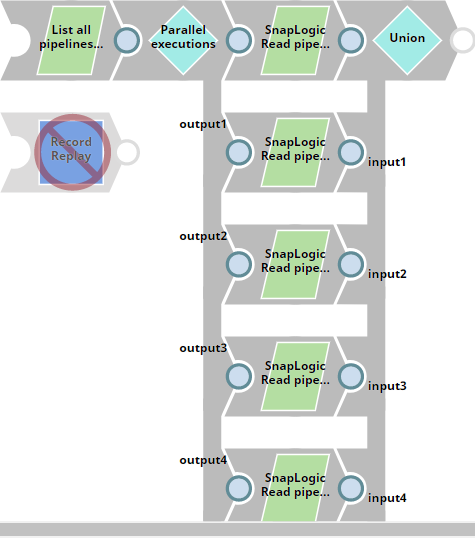 List all
pipelines...
Parallel
executions
SnapLogic
Read pipe...
Union
Record
Replay
output1
SnapLogic
Read pipe...
input1
output2
SnapLogic
Read pipe...
input2
output3
SnapLogic
Read pipe...
input3
output4
SnapLogic
Read pipe...
input4